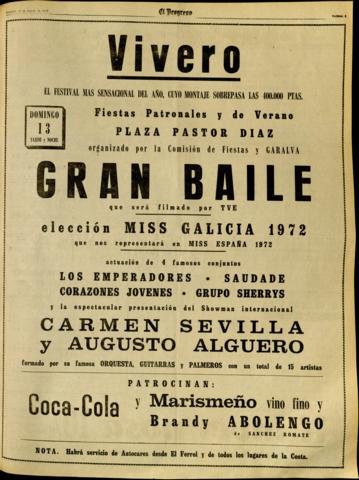 El Progreso
Vivero
EL FESTIVAL MAS SENSACIONAL DEL AÑO, CUYO MONTAJE SOBREPASA LAS 400.000 PTAS.
DOMINGO
13
TARDE y NOCHE
Fiestas Patronales y de Verano
PLAZA PASTOR DIAZ
organizado por la Comisión de Fiestas y GARALVA
GRAN BAILE
que será filmado por TVE
elección MISS GALICIA 1972
que nos representará en MISS ESPAÑA 1972
actuación de 4 famosos conjuntos
LOS EMPERADORES · SAUDADE
CORAZONES JOVENES · GRUPO SHERRYS
y la espectacular presentación del Showman internacional
CARMEN SEVILLA
y AUGUSTO ALGUERO
formado por su famosa ORQUESTA, GUITARRAS y PALMEROS con un total de 15 artistas
PATROCINAN:
Coca-Cola y Marismeño vino fino y
Brandy ABOLENGO
de SANCHEZ ROMATE
NOTA. Habrá servicio de Autocares desde El Ferrol y de todos los lugares de la Costa.